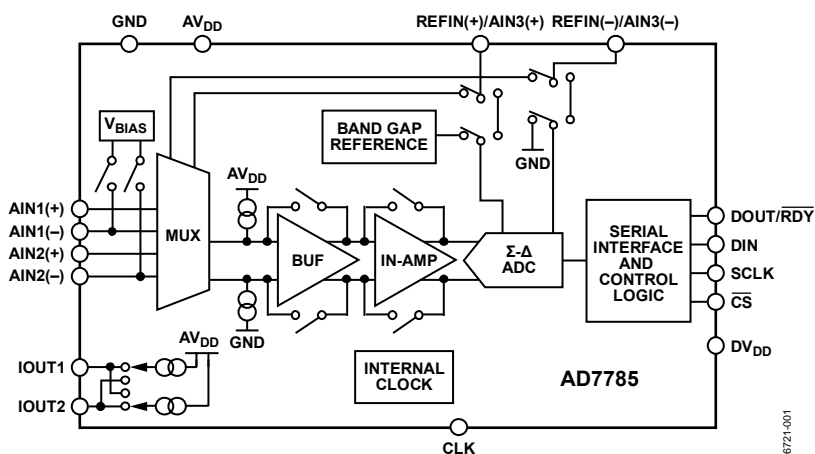 GND
AVDD
REFIN(+)/AIN3(+)
REFIN(–)/AIN3(–)
VBIAS
BAND GAP
REFERENCE
GND
AVDD
AIN1(+)
AIN1(–)
AIN2(+)
AIN2(–)
MUX
BUF
IN-AMP
Σ-Δ
ADC
SERIAL
INTERFACE
AND
CONTROL
LOGIC
DOUT/RDY
DIN
SCLK
CS
GND
AVDD
IOUT1
IOUT2
INTERNAL
CLOCK
AD7785
DVDD
CLK
6721-001